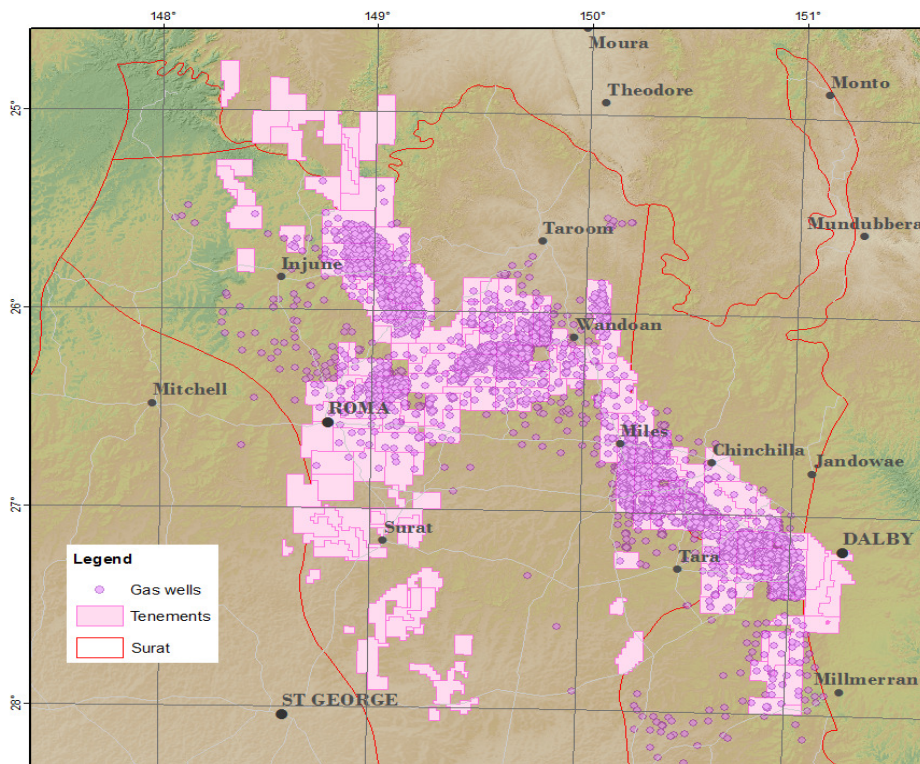 148°
149°
150°
151°
Moura
Theodore
Monto
25°
Mundubbera
Taroom
Injune
26°
Wandoan
Mitchell
ROMA
Miles
Chinchilla
Jandowae
27°
Surat
DALBY
Tara
Legend
Gas wells
Tenements
Surat
Millmerran
28°
ST GEORGE